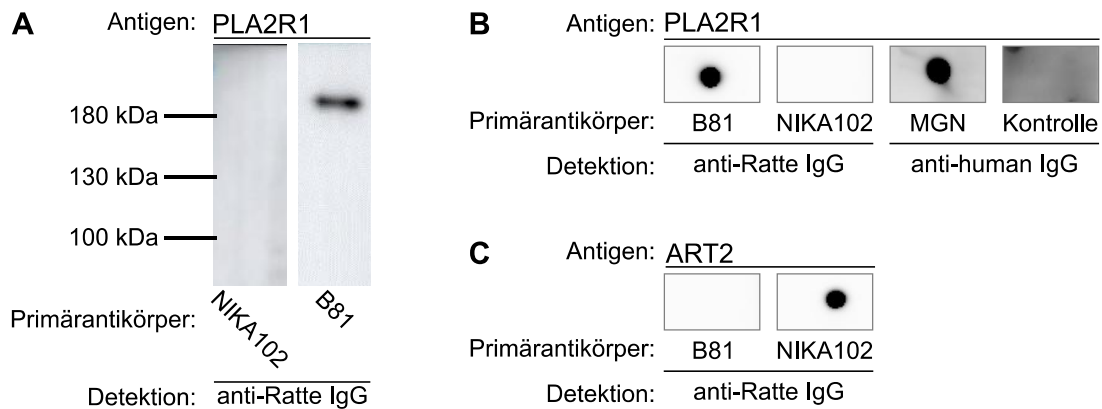 A
Antigen: PLA2R1
180 kDa
130 kDa
100 kDa
Primärantikörper: NIKA102 B81
Detektion: anti-Ratte IgG
B
Antigen: PLA2R1
Primärantikörper: B81 NIKA102 MGN Kontrolle
Detektion: anti-Ratte IgG anti-human IgG
C
Antigen: ART2
Primärantikörper: B81 NIKA102
Detektion: anti-Ratte IgG